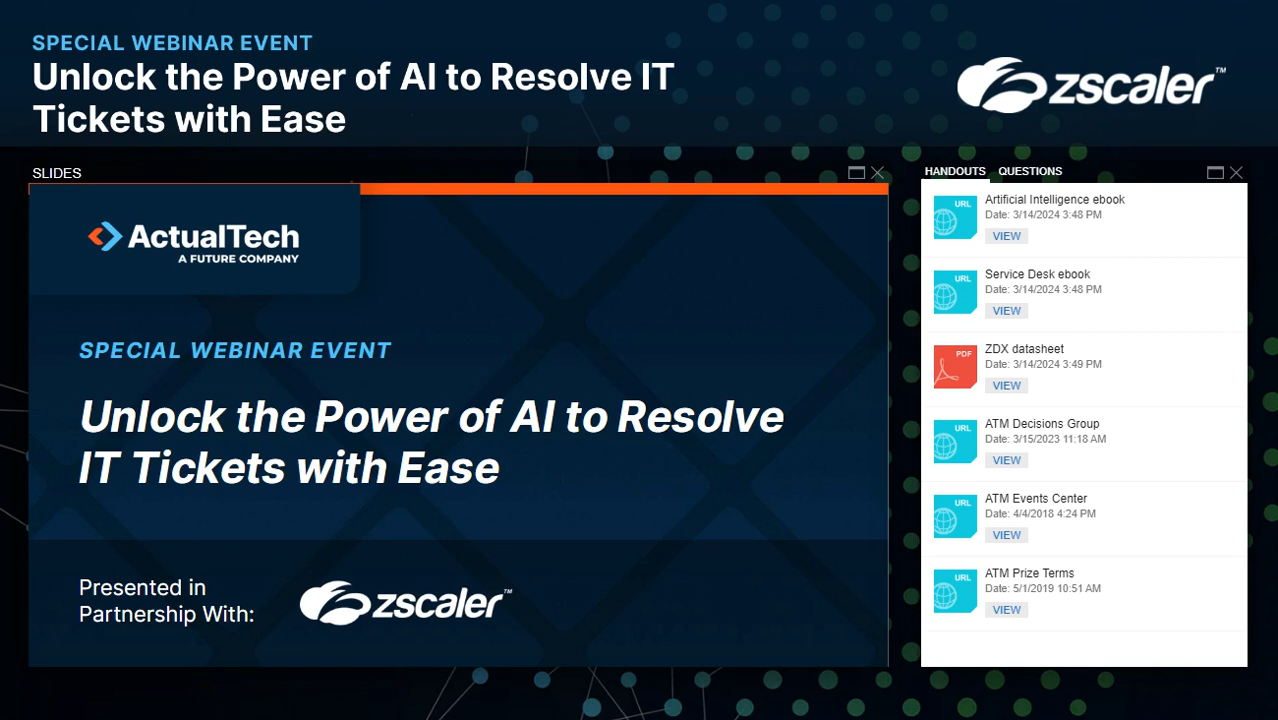 SPECIAL WEBINAR EVENT
Unlock the Power of AI to Resolve IT
Tickets with Ease
zscaler™
SLIDES
ActualTech
A FUTURE COMPANY
SPECIAL WEBINAR EVENT
Unlock the Power of AI to Resolve
IT Tickets with Ease
Presented in
Partnership With:
zscaler™
HANDOUTS QUESTIONS
URL
Artificial Intelligence ebook
Date: 3/14/2024 3:48 PM
VIEW
URL
Service Desk ebook
Date: 3/14/2024 3:48 PM
VIEW
PDF
ZDX datasheet
Date: 3/14/2024 3:49 PM
VIEW
URL
ATM Decisions Group
Date: 3/15/2023 11:18 AM
VIEW
URL
ATM Events Center
Date: 4/4/2018 4:24 PM
VIEW
URL
ATM Prize Terms
Date: 5/1/2019 10:51 AM
VIEW